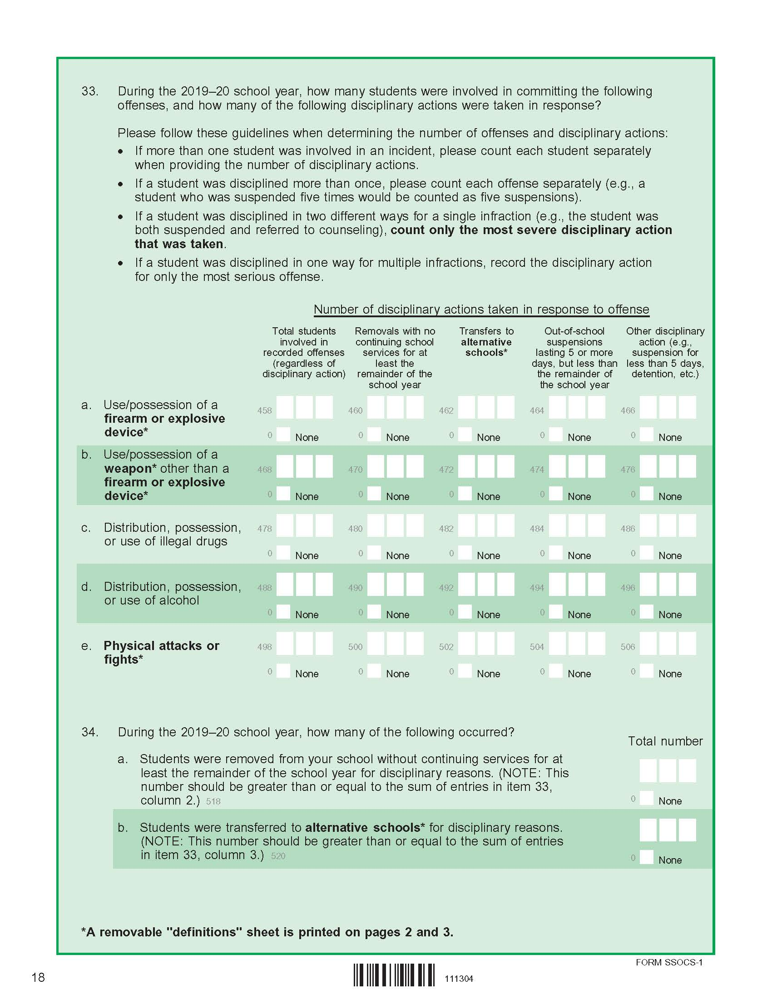 33. During the 2019–20 school year, how many students were involved in committing the following
offenses, and how many of the following disciplinary actions were taken in response?
Please follow these guidelines when determining the number of offenses and disciplinary actions:
• If more than one student was involved in an incident, please count each student separately
when providing the number of disciplinary actions.
• If a student was disciplined more than once, please count each offense separately (e.g., a
student who was suspended five times would be counted as five suspensions).
• If a student was disciplined in two different ways for a single infraction (e.g., the student was
both suspended and referred to counseling), count only the most severe disciplinary action
that was taken.
• If a student was disciplined in one way for multiple infractions, record the disciplinary action
for only the most serious offense.
Number of disciplinary actions taken in response to offense
Total students
involved in
recorded offenses
(regardless of
disciplinary action)
Removals with no
continuing school
services for at
least the
remainder of the
school year
Transfers to
alternative
schools*
Out-of-school
suspensions
lasting 5 or more
days, but less than
the remainder of
the school year
Other disciplinary
action (e.g.,
suspension for
less than 5 days,
detention, etc.)
a. Use/possession of a
firearm or explosive
device*
458 460 462 464 466
0 None 0 None 0 None 0 None 0 None
b. Use/possession of a
weapon* other than a
firearm or explosive
device*
468 470 472 474 476
0 None 0 None 0 None 0 None 0 None
c. Distribution, possession,
or use of illegal drugs
478 480 482 484 486
0 None 0 None 0 None 0 None 0 None
d. Distribution, possession,
or use of alcohol
488 490 492 494 496
0 None 0 None 0 None 0 None 0 None
e. Physical attacks or
fights*
498 500 502 504 506
0 None 0 None 0 None 0 None 0 None
34. During the 2019–20 school year, how many of the following occurred?
Total number
a. Students were removed from your school without continuing services for at
least the remainder of the school year for disciplinary reasons. (NOTE: This
number should be greater than or equal to the sum of entries in item 33,
column 2.) 518
0 None
b. Students were transferred to alternative schools* for disciplinary reasons.
(NOTE: This number should be greater than or equal to the sum of entries
in item 33, column 3.) 520
0 None
*A removable "definitions" sheet is printed on pages 2 and 3.
FORM SSOCS-1
18
111304